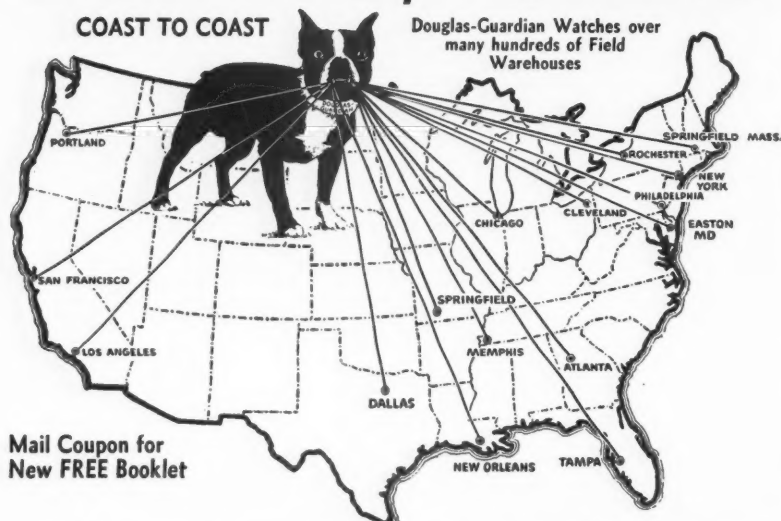 COAST TO COAST
Douglas-Guardian Watches over
many hundreds of Field
Warehouses
PORTLAND
SPRINGFIELD MASS.
ROCHESTER
NEW
YORK
PHILADELPHIA
CHICAGO
CLEVELAND
EASTON
MD
SAN FRANCISCO
SPRINGFIELD
LOS ANGELES
MEMPHIS
ATLANTA
DALLAS
Mail Coupon for
New FREE Booklet
NEW ORLEANS
TAMPA